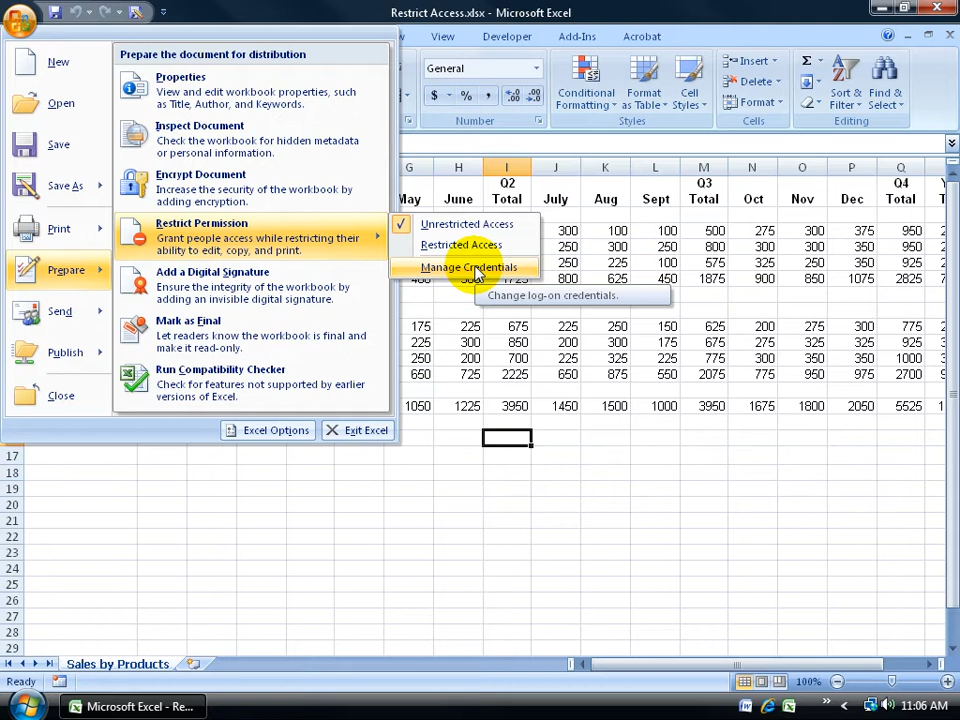 Restrict Access.xlsx - Microsoft Excel
View Developer Add-Ins Acrobat
General
$ % ,
Number
Conditional Formatting
Format as Table
Cell Styles
Styles
Insert
Delete
Format
Cells
Sort & Filter
Find & Select
Editing
New
Open
Save
Save As
Print
Prepare
Send
Publish
Close
Prepare the document for distribution
Properties
View and edit workbook properties, such
as Title, Author, and Keywords.
Inspect Document
Check the workbook for hidden metadata
or personal information.
Encrypt Document
Increase the security of the workbook by
adding encryption.
Restrict Permission
Grant people access while restricting their
ability to edit, copy, and print.
Add a Digital Signature
Ensure the integrity of the workbook by
adding an invisible digital signature.
Mark as Final
Let readers know the workbook is final and
make it read-only.
Run Compatibility Checker
Check for features not supported by earlier
versions of Excel.
Excel Options
Exit Excel
Unrestricted Access
Restricted Access
Manage Credentials
Change log-on credentials.
G H I J K L M N O P Q
Q2 Q3 Q4
May June Total July Aug Sept Total Oct Nov Dec Total
300 100 100 500 275 300 375 950
250 250 300 800 300 300 350 950
250 225 100 575 325 250 350 925
1725 800 625 1875 900 1875
175 225 675 225 250 150 625 200 275 300 775
225 300 850 200 300 175 675 325 325 275 925
250 200 700 225 325 225 775 300 350 350 1000
650 725 2225 650 875 550 2075 775 950 975 2700
1050 1225 3950 1450 1500 1000 3950 1675 1800 2050 5525
17
18
19
20
21
22
23
24
25
26
27
28
29
Sales by Products
Ready
100%
Microsoft Excel - Re...
11:06 AM